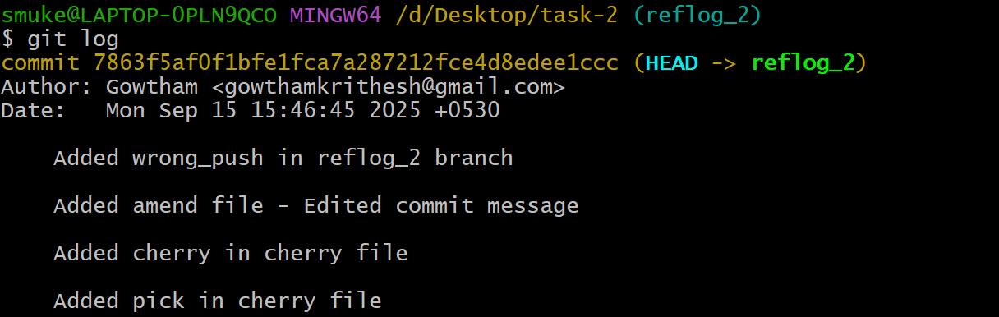 smuke@LAPTOP-0PLN9QCO MINGW64 /d/Desktop/task-2 (reflog_2)
$ git log
commit 7863f5af0f1bfe1fca7a287212fce4d8edee1ccc (HEAD -> reflog_2)
Author: Gowtham <gowthamkrithesh@gmail.com>
Date:   Mon Sep 15 15:46:45 2025 +0530
    Added wrong_push in reflog_2 branch
    Added amend file - Edited commit message
    Added cherry in cherry file
    Added pick in cherry file